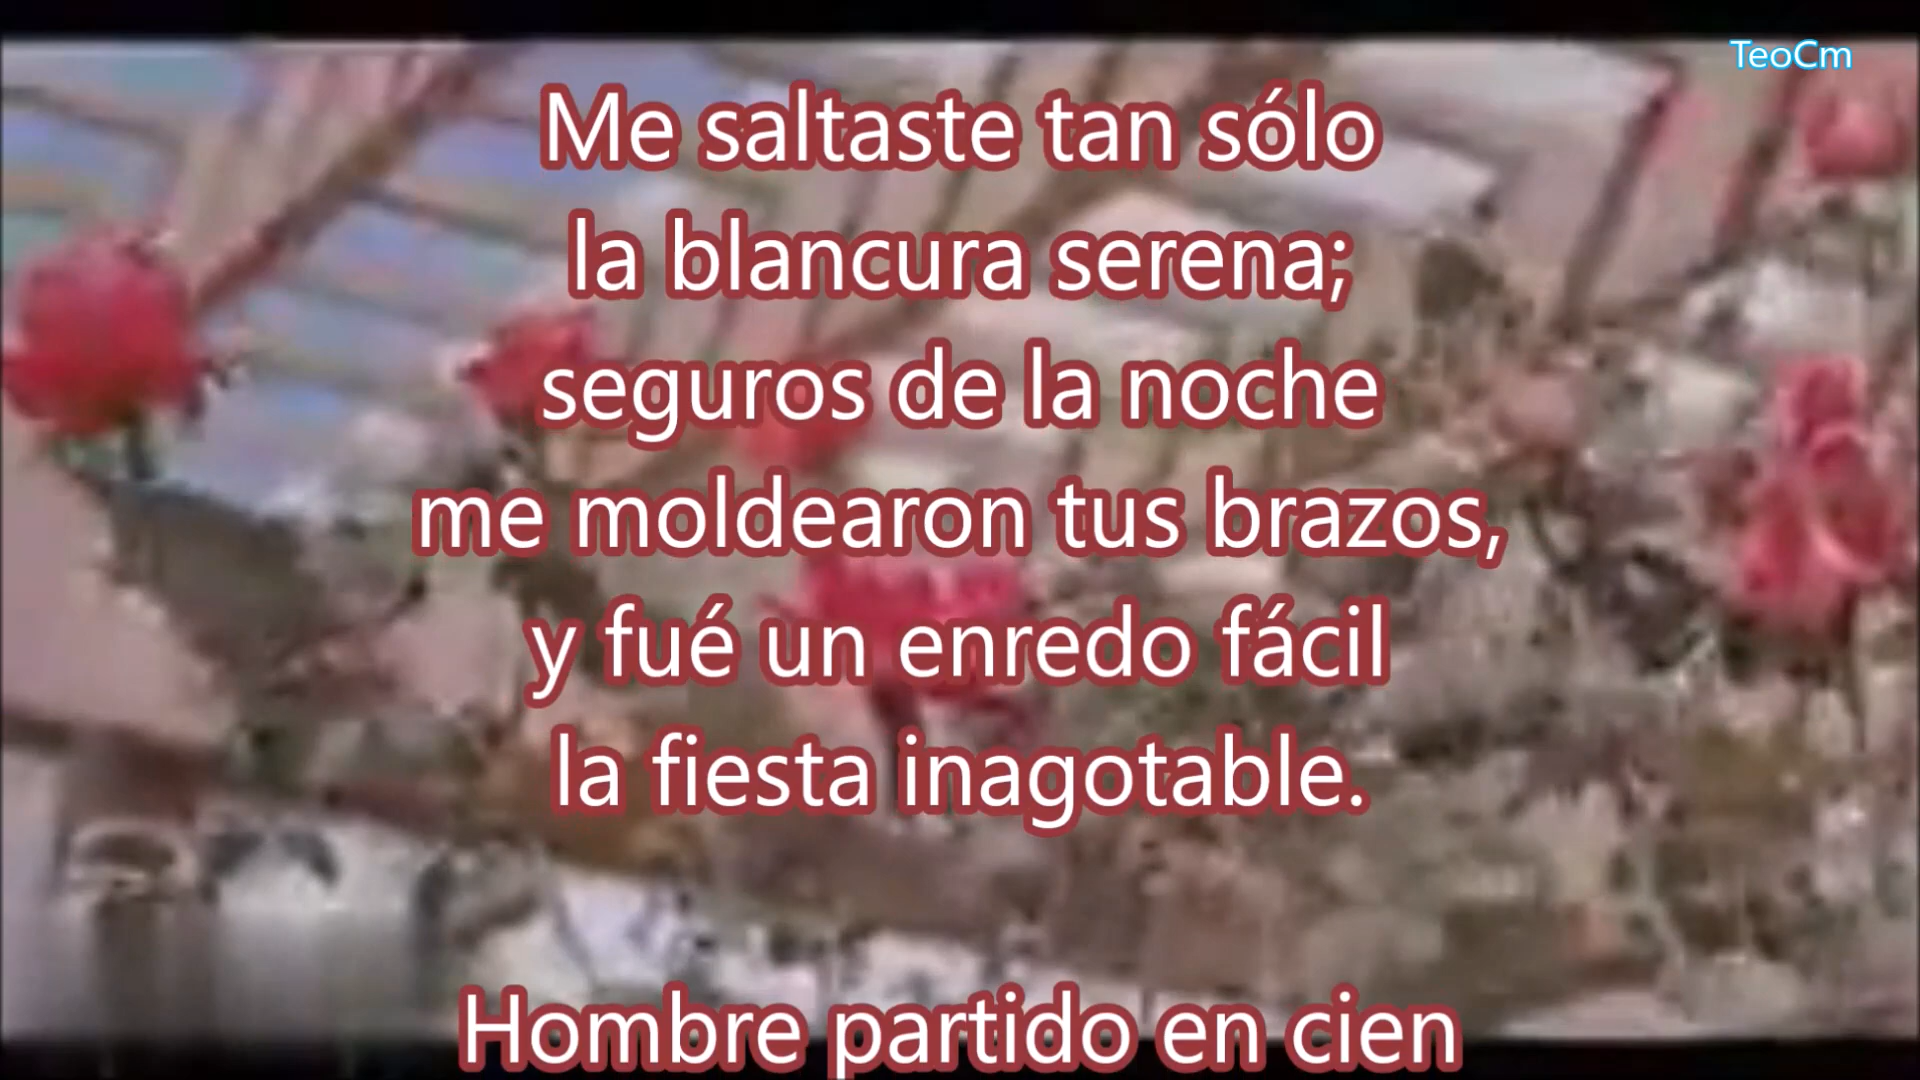 TeoCm
Me saltaste tan sólo
la blancura serena;
seguros de la noche
me moldearon tus brazos,
y fué un enredo fácil
la fiesta inagotable.
Hombre partido en cien